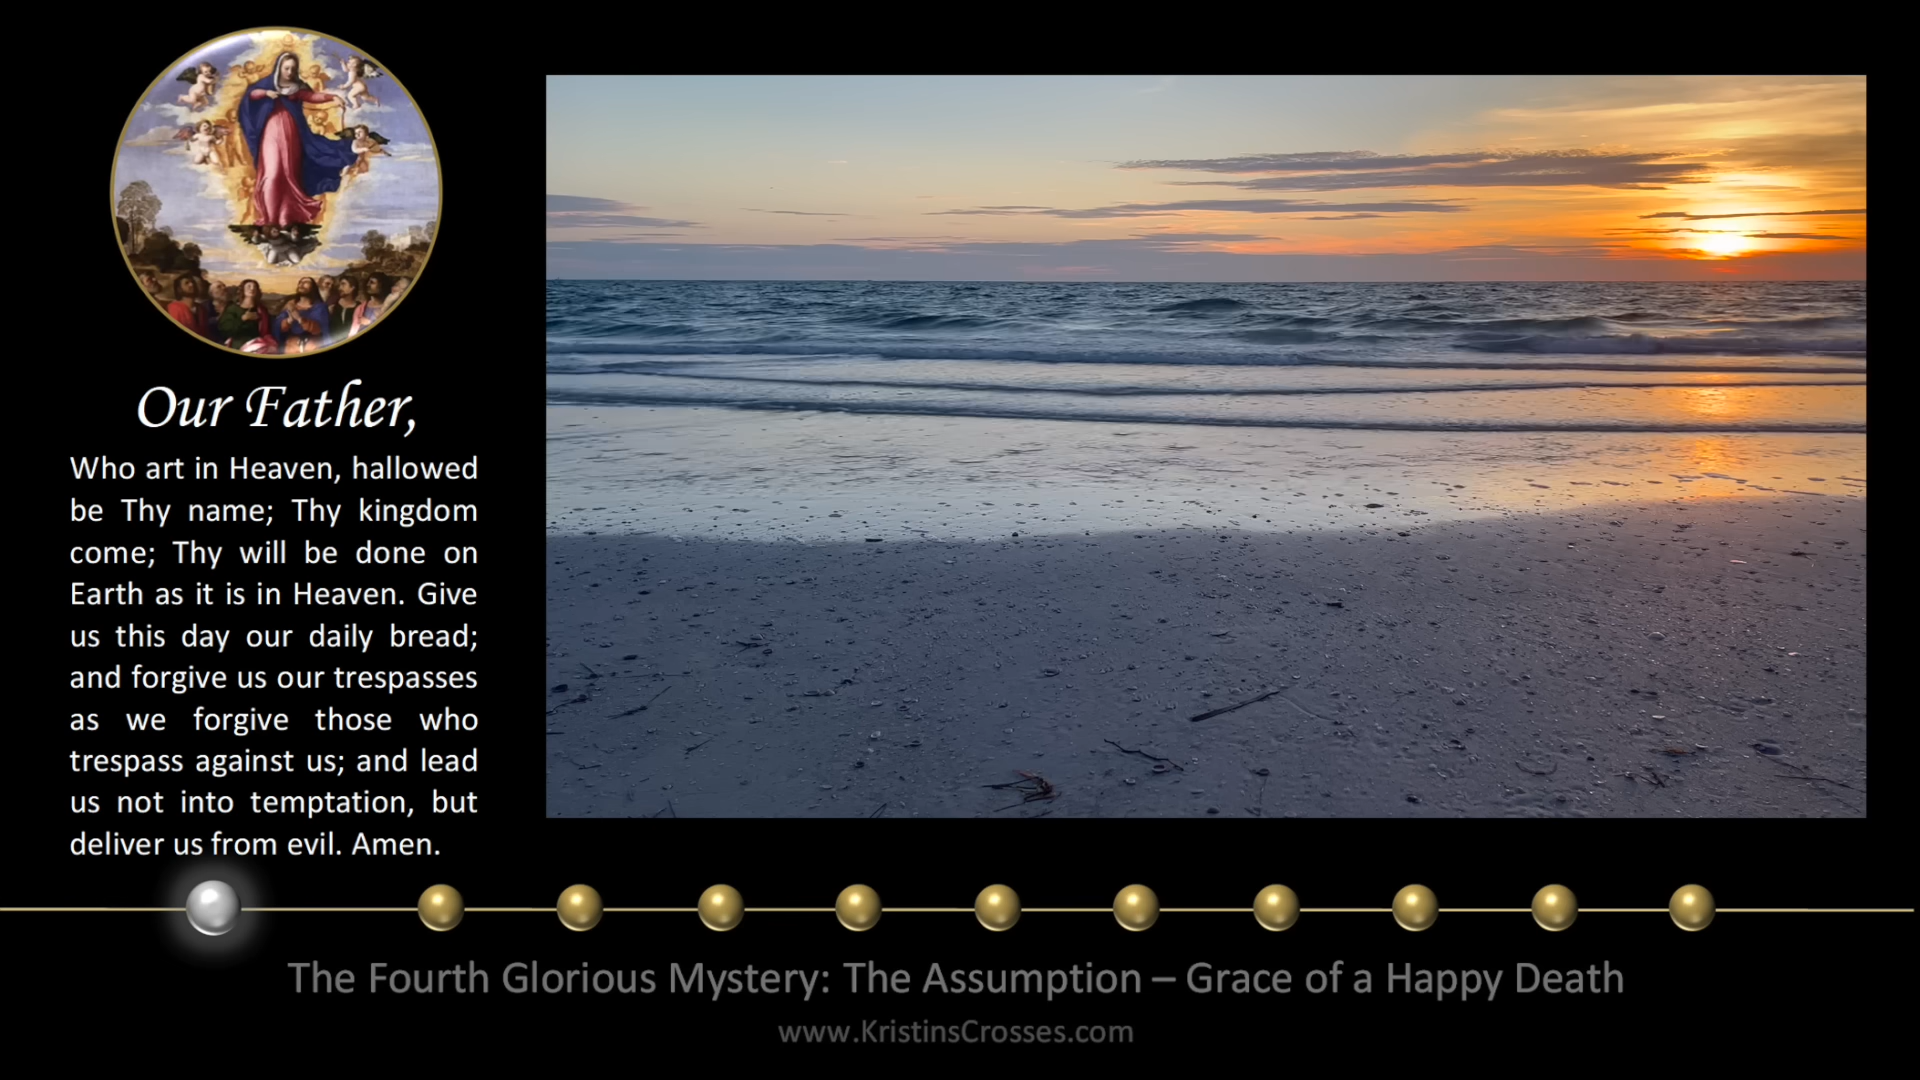 Our Father,
Who art in Heaven, hallowed
be Thy name; Thy kingdom
come; Thy will be done on
Earth as it is in Heaven. Give
us this day our daily bread;
and forgive us our trespasses
as we forgive those who
trespass against us; and lead
us not into temptation, but
deliver us from evil. Amen.
The Fourth Glorious Mystery: The Assumption – Grace of a Happy Death
www.KristinsCrosses.com